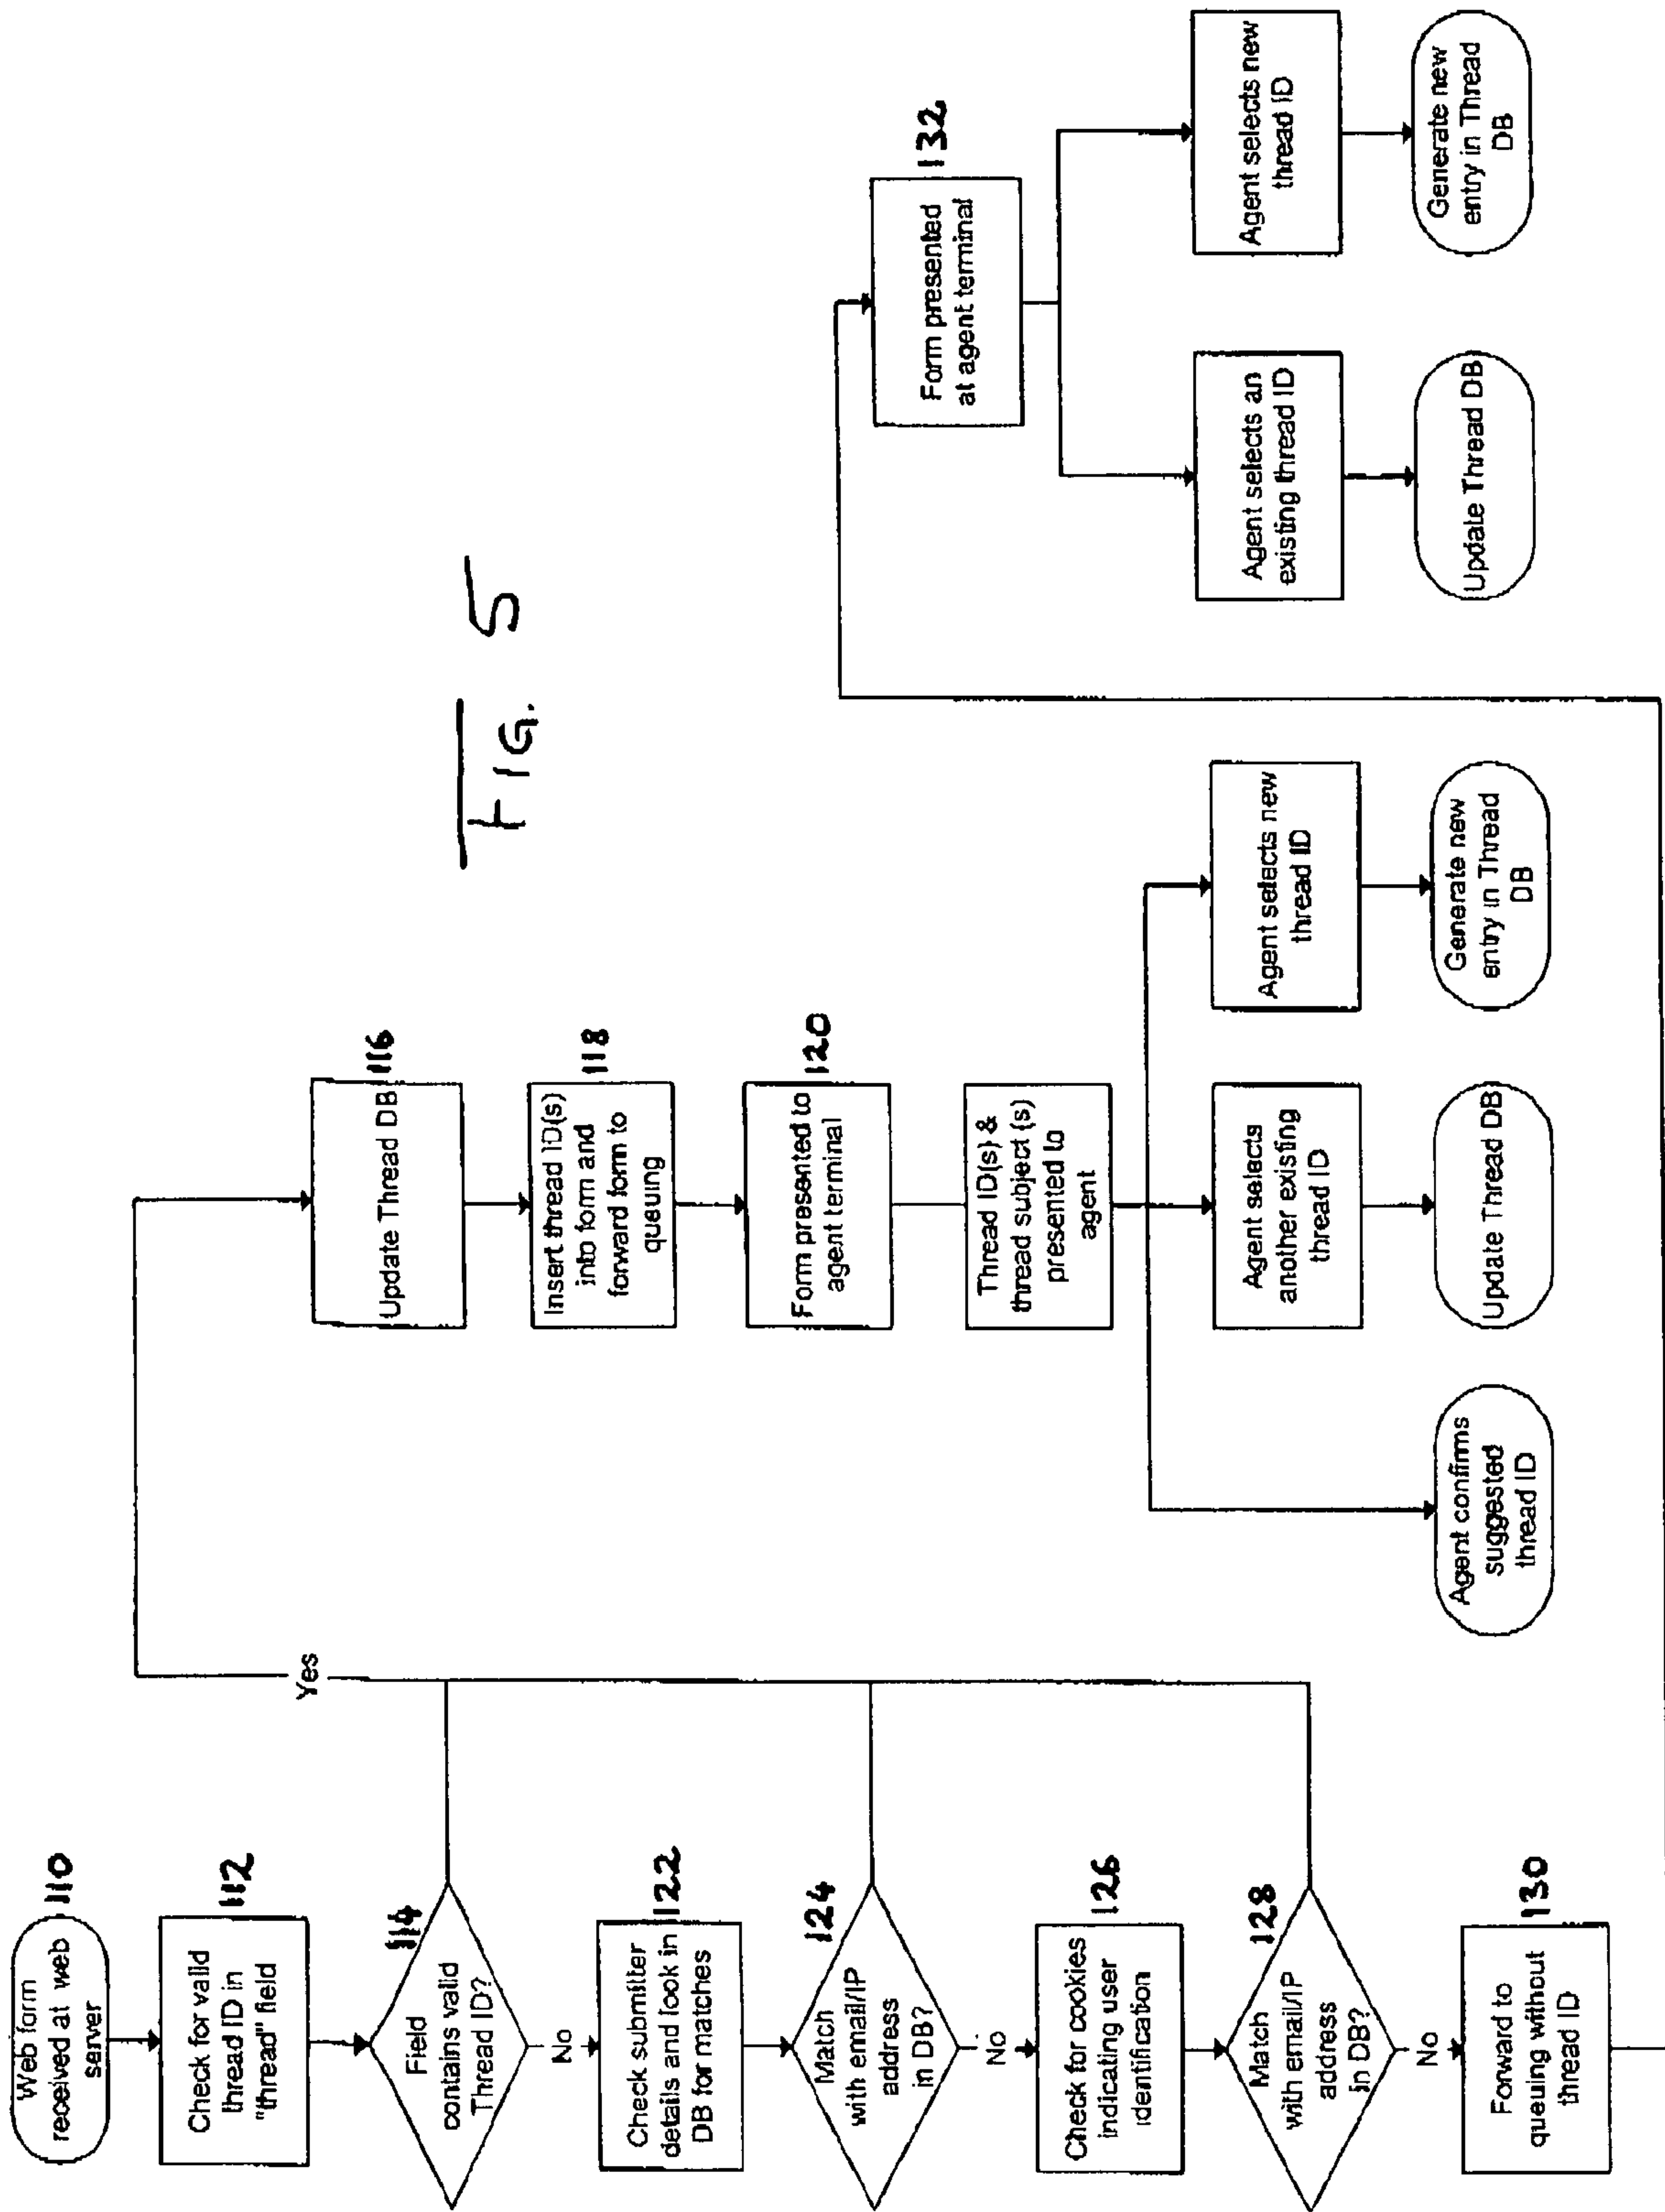 Web form
received at web
server
110
Check for valid
thread ID in
"thread" field
112
Field
contains valid
Thread ID?
114
No
Check submitter
details and look in
DB for matches
122
Match
with email/IP
address
in DB?
124
No
Check for cookies
indicating user
identification
126
Match
with email/IP
address
in DB?
128
No
Forward to
queuing without
thread ID
130
Yes
Update Thread DB
116
Insert thread ID(s)
into form and
forward form to
queuing
118
Form presented to
agent terminal
120
Thread ID(s) &
thread subject (s)
presented to
agent
Agent confirms
suggested
thread ID
Agent selects
another existing
thread ID
Update Thread DB
Agent selects new
thread ID
Generate new
entry in Thread
DB
FIG. 5
Form presented
at agent terminal
132
Agent selects an
existing thread ID
Update Thread DB
Agent selects new
thread ID
Generate new
entry in Thread
DB